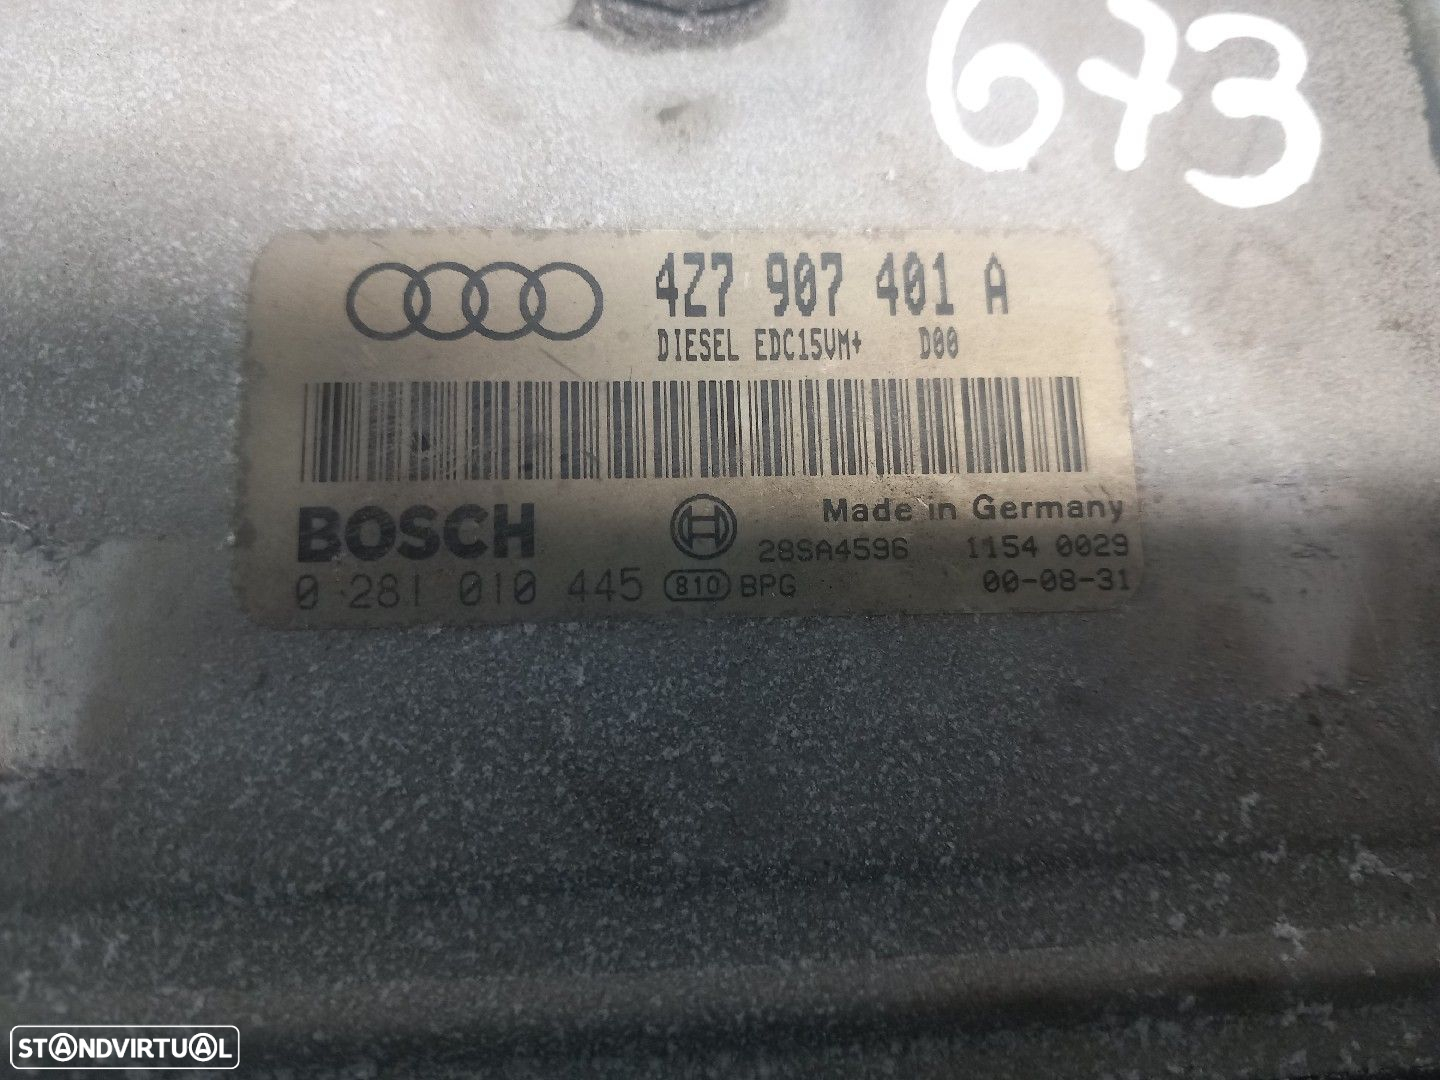 673
4Z7 907 401 A
DIESEL EDC15VM+ D00
BOSCH
Made in Germany
28SA4596 1154 0029
0 281 010 445 810 BPG 00-08-31
STANDVIRTUAL